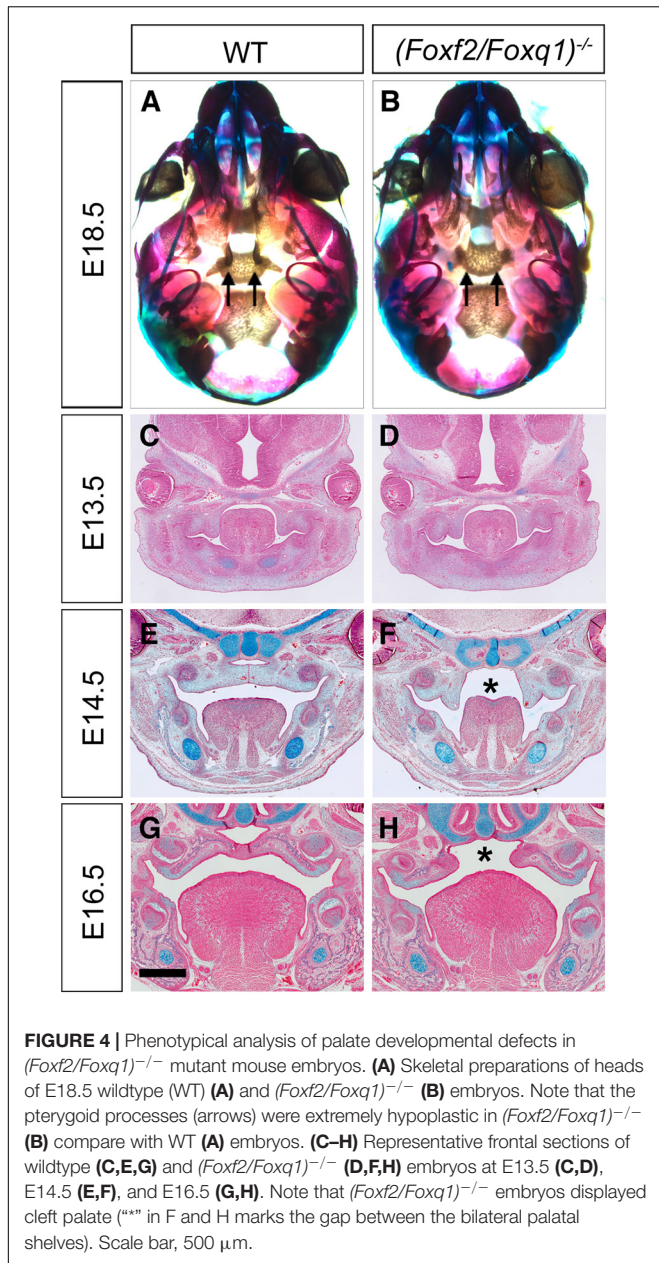 WT
(Foxf2/Foxq1)-/-
E18.5
A
B
E13.5
C
D
E14.5
E
F
*
E16.5
G
H
*
FIGURE 4 | Phenotypical analysis of palate developmental defects in
(Foxf2/Foxq1)−/− mutant mouse embryos. (A) Skeletal preparations of heads
of E18.5 wildtype (WT) (A) and (Foxf2/Foxq1)−/− (B) embryos. Note that the
pterygoid processes (arrows) were extremely hypoplastic in (Foxf2/Foxq1)−/−
(B) compare with WT (A) embryos. (C–H) Representative frontal sections of
wildtype (C,E,G) and (Foxf2/Foxq1)−/− (D,F,H) embryos at E13.5 (C,D),
E14.5 (E,F), and E16.5 (G,H). Note that (Foxf2/Foxq1)−/− embryos displayed
cleft palate (“*” in F and H marks the gap between the bilateral palatal
shelves). Scale bar, 500 μm.